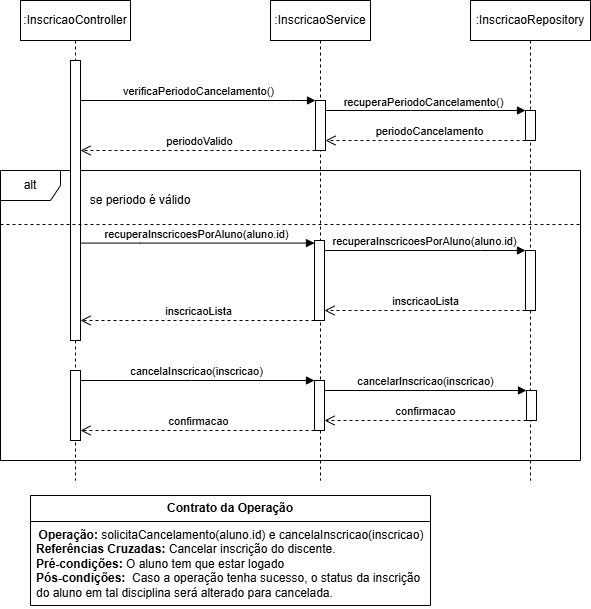 :InscricaoController
:InscricaoService
:InscricaoRepository
verificaPeriodoCancelamento()
recuperaPeriodoCancelamento()
periodoCancelamento
periodoValido
alt
se periodo é válido
recuperaInscricoesPorAluno(aluno.id)
recuperaInscricoesPorAluno(aluno.id)
inscricaoLista
inscricaoLista
cancelaInscricao(inscricao)
cancelarInscricao(inscricao)
confirmacao
confirmacao
Contrato da Operação
Operação: solicitaCancelamento(aluno.id) e cancelaInscricao(inscricao)
Referências Cruzadas: Cancelar inscrição do discente.
Pré-condições: O aluno tem que estar logado
Pós-condições: Caso a operação tenha sucesso, o status da inscrição
do aluno em tal disciplina será alterado para cancelada.